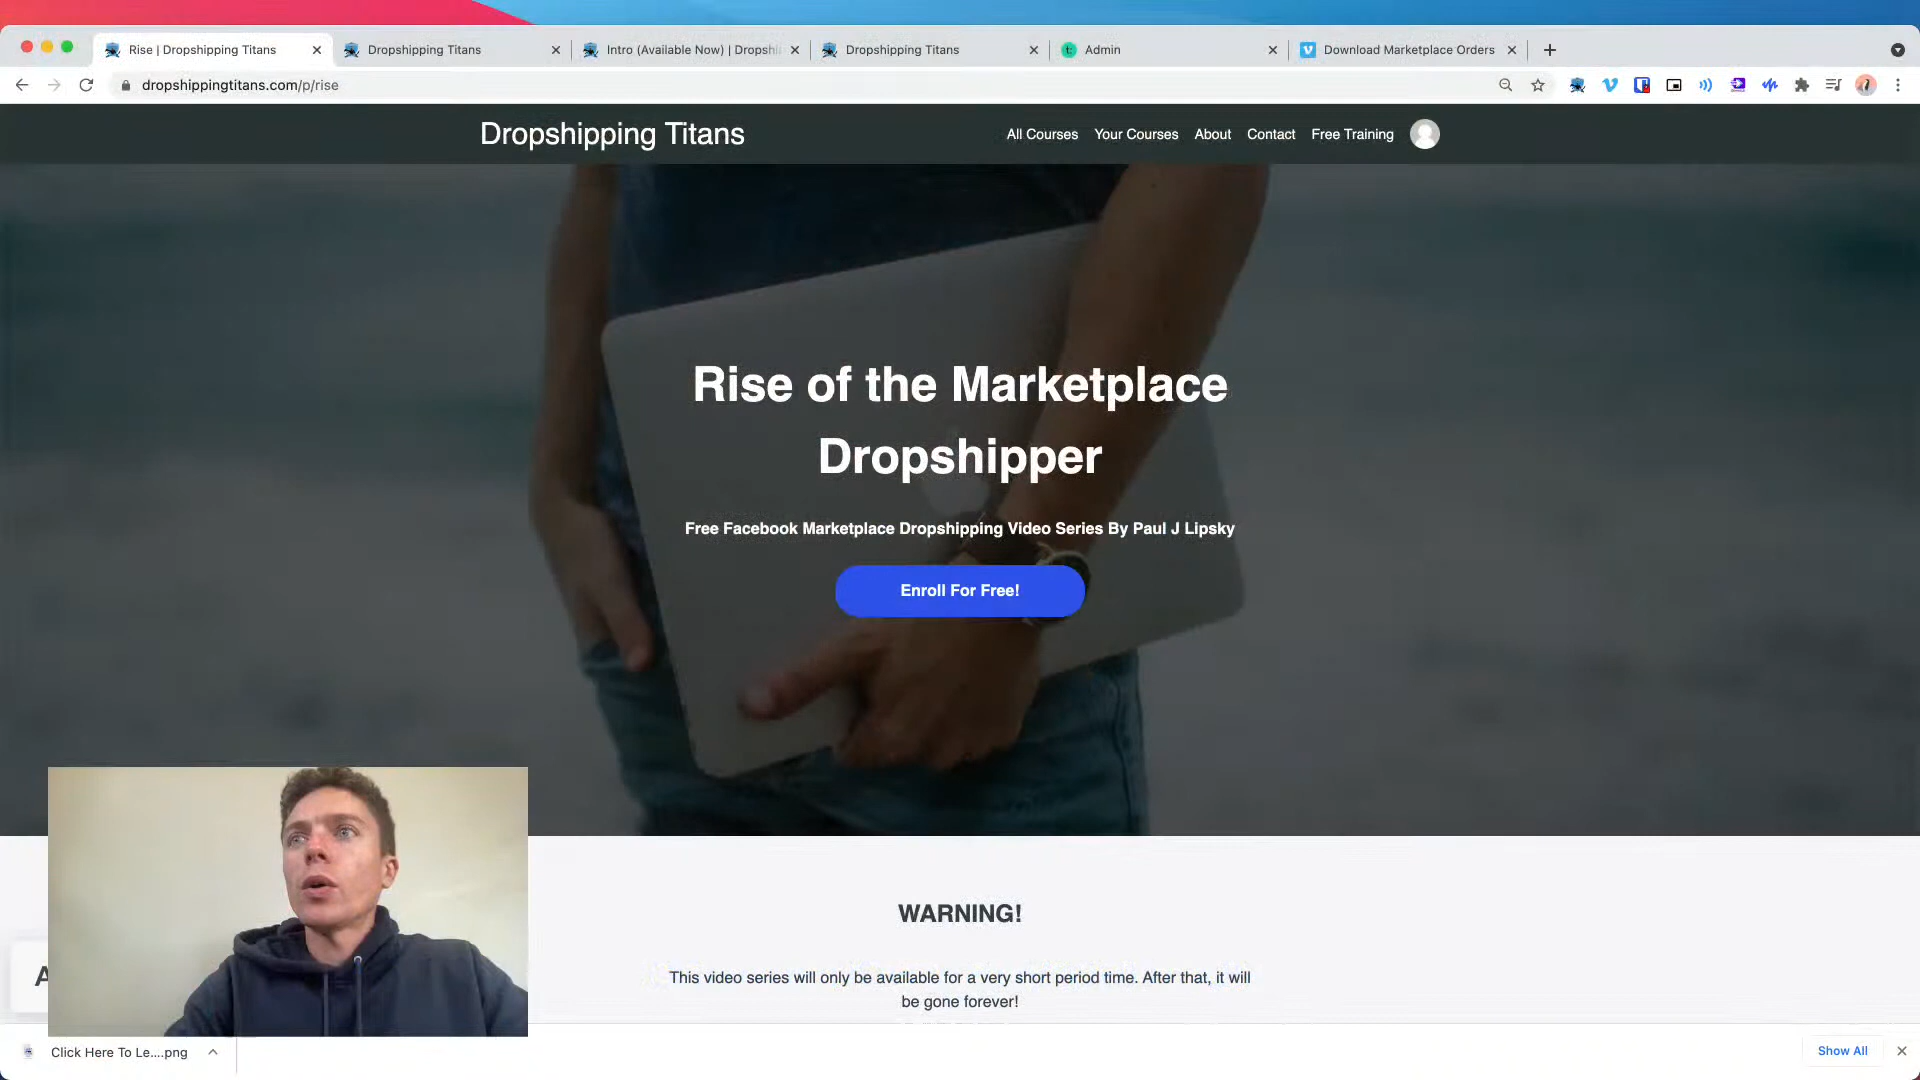 Rise | Dropshipping Titans
Dropshipping Titans
Intro (Available Now) | Dropshi
Dropshipping Titans
Admin
Download Marketplace Orders
dropshippingtitans.com/p/rise
Dropshipping Titans
All Courses
Your Courses
About
Contact
Free Training
Rise of the Marketplace
Dropshipper
Free Facebook Marketplace Dropshipping Video Series By Paul J Lipsky
Enroll For Free!
WARNING!
This video series will only be available for a very short period time. After that, it will
be gone forever!
Click Here To Le....png
Show All